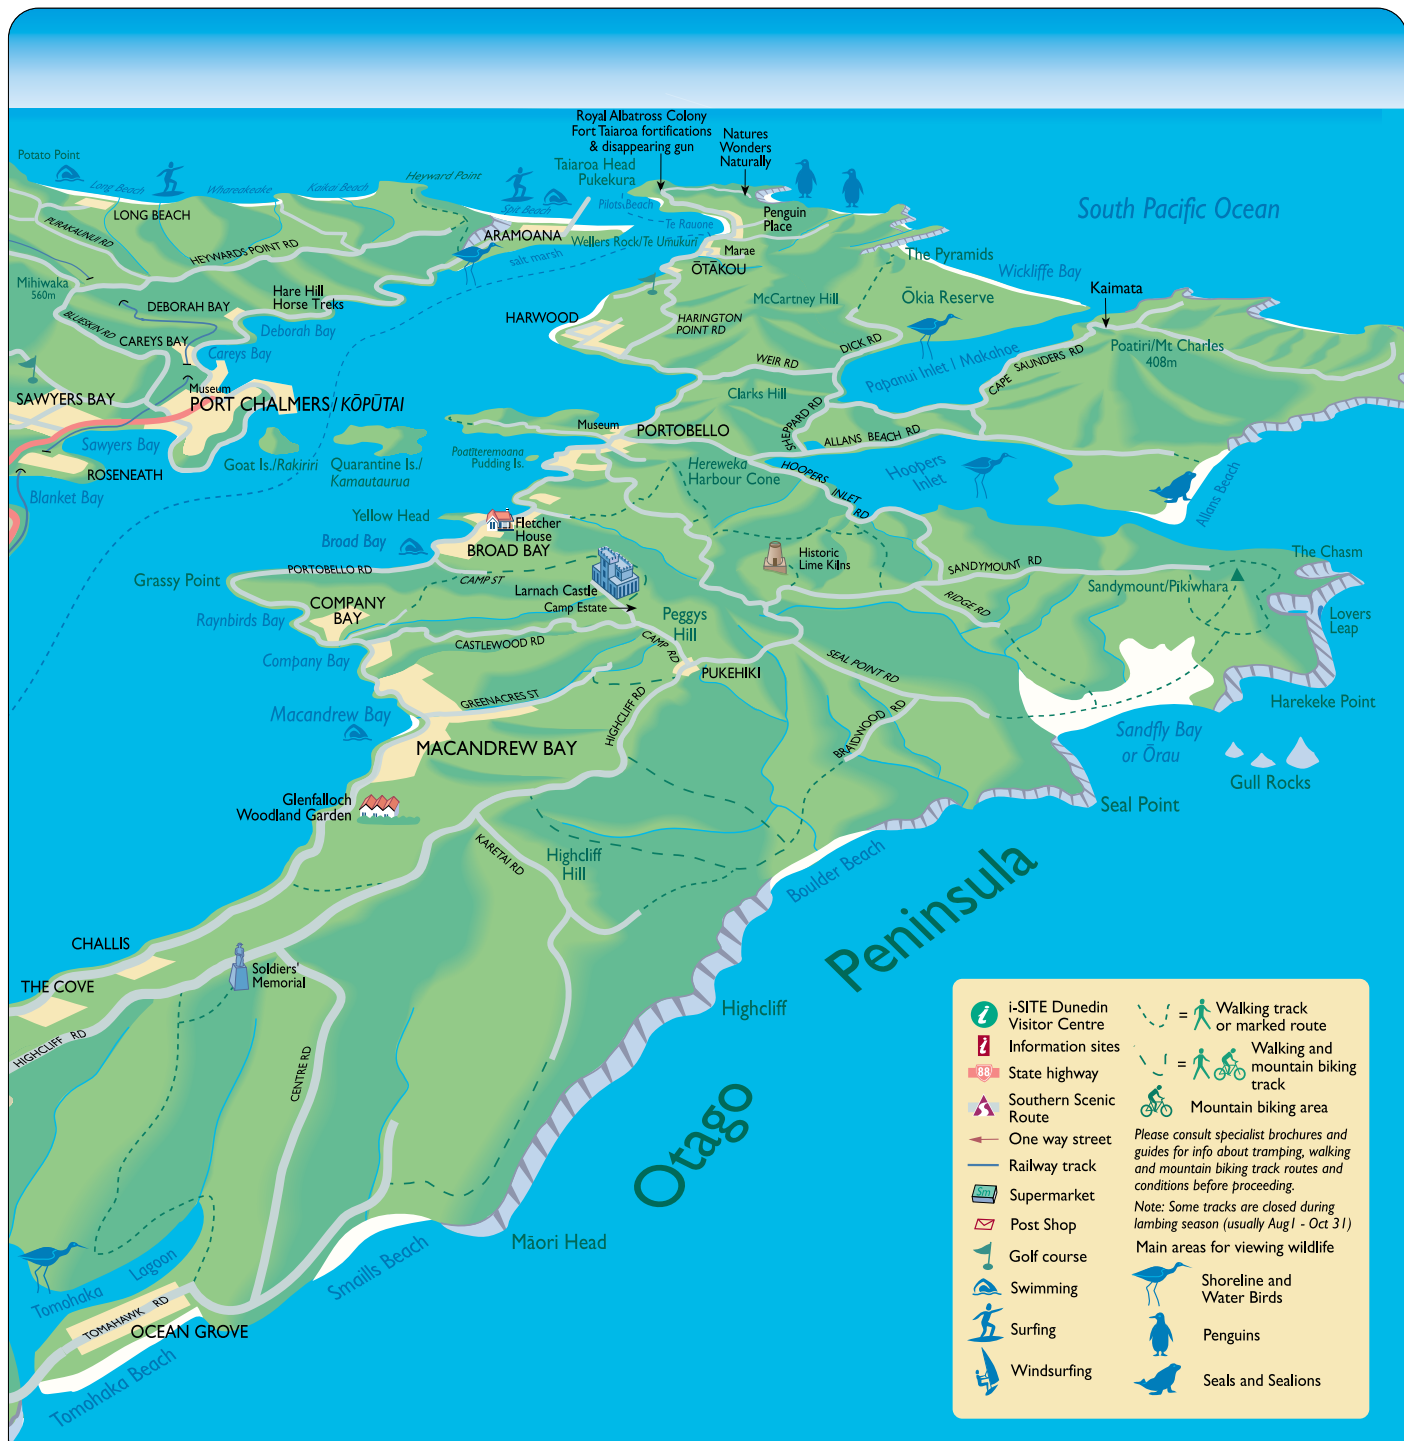 Royal Albatross Colony
Fort Taiaroa fortifications
& disappearing gun
Natures
Wonders
Naturally
Potato Point
Long Beach
Whareakeake
Kaikai Beach
Heyward Point
Taiaroa Head
Pukekura
Pilots Beach
Spit Beach
LONG BEACH
PURAKAUNUI RD
HEYWARDS POINT RD
ARAMOANA
salt marsh
Te Rauone
Wellers Rock/Te Umukuri
Penguin
Place
Marae
ŌTĀKOU
South Pacific Ocean
The Pyramids
Wickliffe Bay
Kaimata
Mihiwaka
560m
DEBORAH BAY
Hare Hill
Horse Treks
Deborah Bay
BLUESKIN RD
CAREYS BAY
Careys Bay
HARWOOD
HARINGTON
POINT RD
McCartney Hill
Ōkia Reserve
DICK RD
WEIR RD
Papanui Inlet / Makahoe
CAPE SAUNDERS RD
Poatiri/Mt Charles
408m
Museum
SAWYERS BAY
PORT CHALMERS / KŌPŪTAI
Sawyers Bay
ROSENEATH
Blanket Bay
Goat Is./Rakiriri
Quarantine Is./
Kamautaurua
Museum
PORTOBELLO
Poatiteremoana
Pudding Is.
Clarks Hill
SHEPPARD RD
ALLANS BEACH RD
Hereweka
Harbour Cone
HOOPERS INLET RD
Hoopers
Inlet
Allans Beach
Yellow Head
Fletcher
House
Broad Bay
BROAD BAY
PORTOBELLO RD
Grassy Point
CAMP ST
Larnach Castle
Camp Estate
Historic
Lime Kilns
SANDYMOUNT RD
RIDGE RD
Sandymount/Pikiwhara
The Chasm
Lovers
Leap
COMPANY
BAY
Raynbirds Bay
Company Bay
CASTLEWOOD RD
Peggys
Hill
CAMP RD
PUKEHIKI
SEAL POINT RD
BRAIDWOOD RD
GREENACRES ST
HIGHCLIFF RD
Macandrew Bay
MACANDREW BAY
Harekeke Point
Sandfly Bay
or Ōrau
Gull Rocks
Seal Point
Glenfalloch
Woodland Garden
KARETAI RD
Highcliff
Hill
Boulder Beach
Otago Peninsula
CHALLIS
THE COVE
Soldiers'
Memorial
HIGHCLIFF RD
CENTRE RD
Highcliff
Māori Head
Smaills Beach
Tomohaka Lagoon
TOMAHAWK RD
OCEAN GROVE
Tomohaka Beach
i-SITE Dunedin
Visitor Centre
Information sites
88
State highway
Southern Scenic
Route
One way street
Railway track
Sm
Supermarket
Post Shop
Golf course
Swimming
Surfing
Windsurfing
= Walking track
or marked route
= Walking and
mountain biking
track
Mountain biking area
Please consult specialist brochures and
guides for info about tramping, walking
and mountain biking track routes and
conditions before proceeding.
Note: Some tracks are closed during
lambing season (usually Aug1 - Oct 31)
Main areas for viewing wildlife
Shoreline and
Water Birds
Penguins
Seals and Sealions